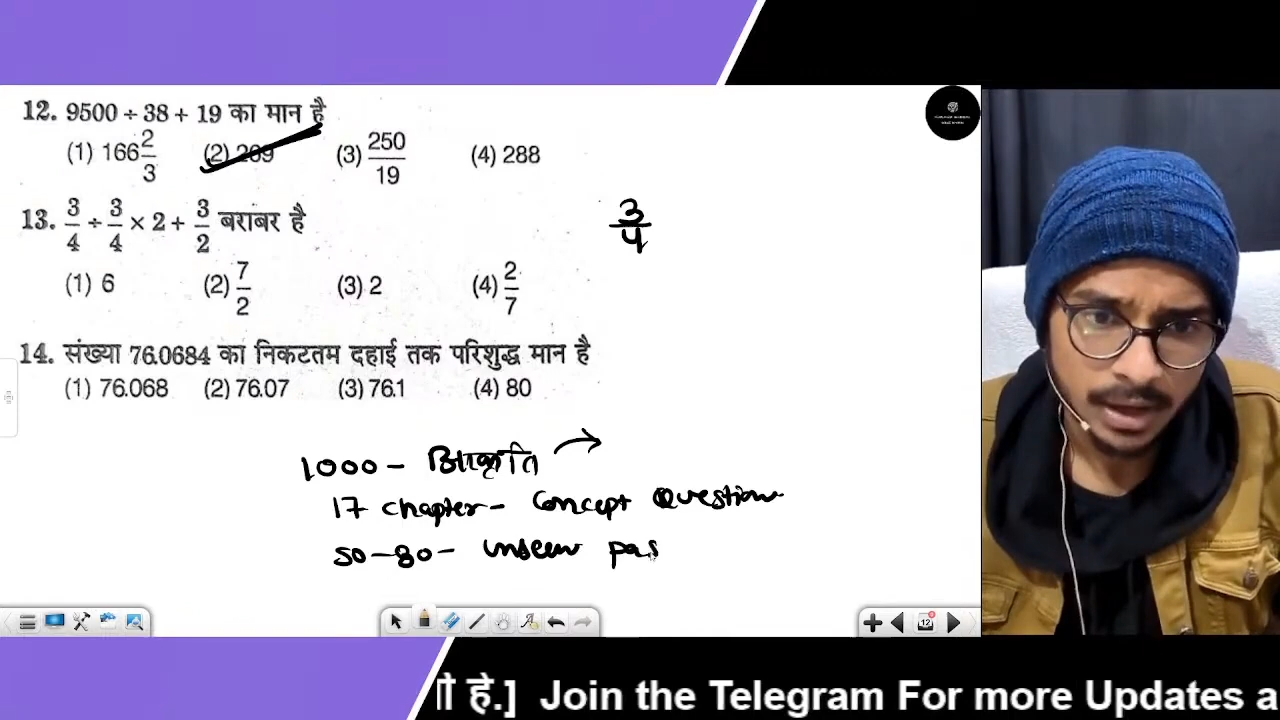 12. 9500 ÷ 38 + 19 का मान है
(1) 166 2/3 (2) 269 (3) 250/19 (4) 288
13. 3/4 ÷ 3/4 × 2 + 3/2 बराबर है
3/4
(1) 6 (2) 7/2 (3) 2 (4) 2/7
14. संख्या 76.0684 का निकटतम दहाई तक परिशुद्ध मान है
(1) 76.068 (2) 76.07 (3) 76.1 (4) 80
1000 - आकृति →
17 chapter - Concept Question
50-80 - unseen pas
12
ी हे.] Join the Telegram For more Updates a